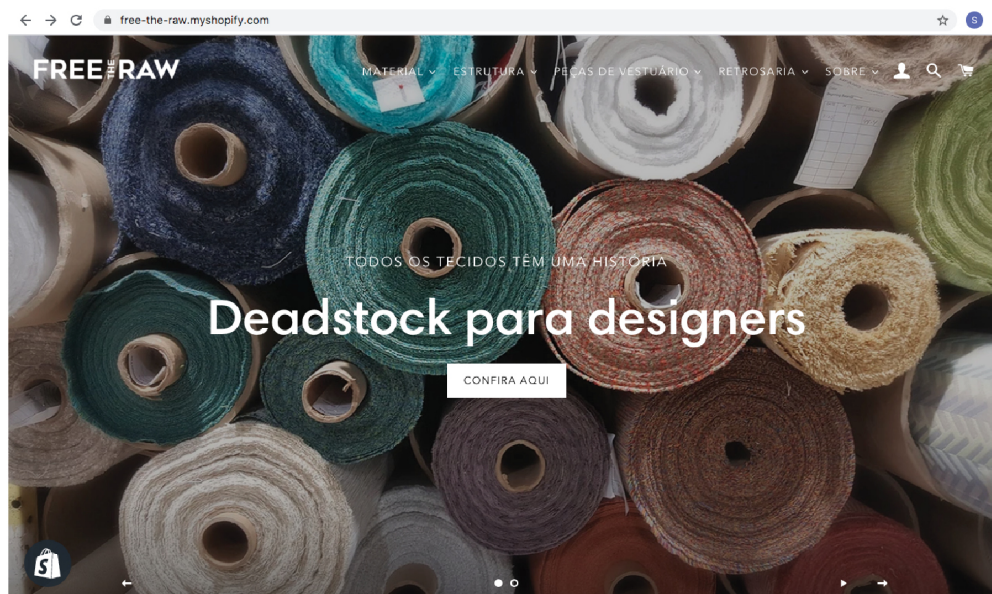 free-the-raw.myshopify.com
S
FREE THE RAW
MATERIAL ESTRUTURA PEÇAS DE VESTUÁRIO RETROSARIA SOBRE
TODOS OS TECIDOS TÊM UMA HISTÓRIA
Deadstock para designers
CONFIRA AQUI